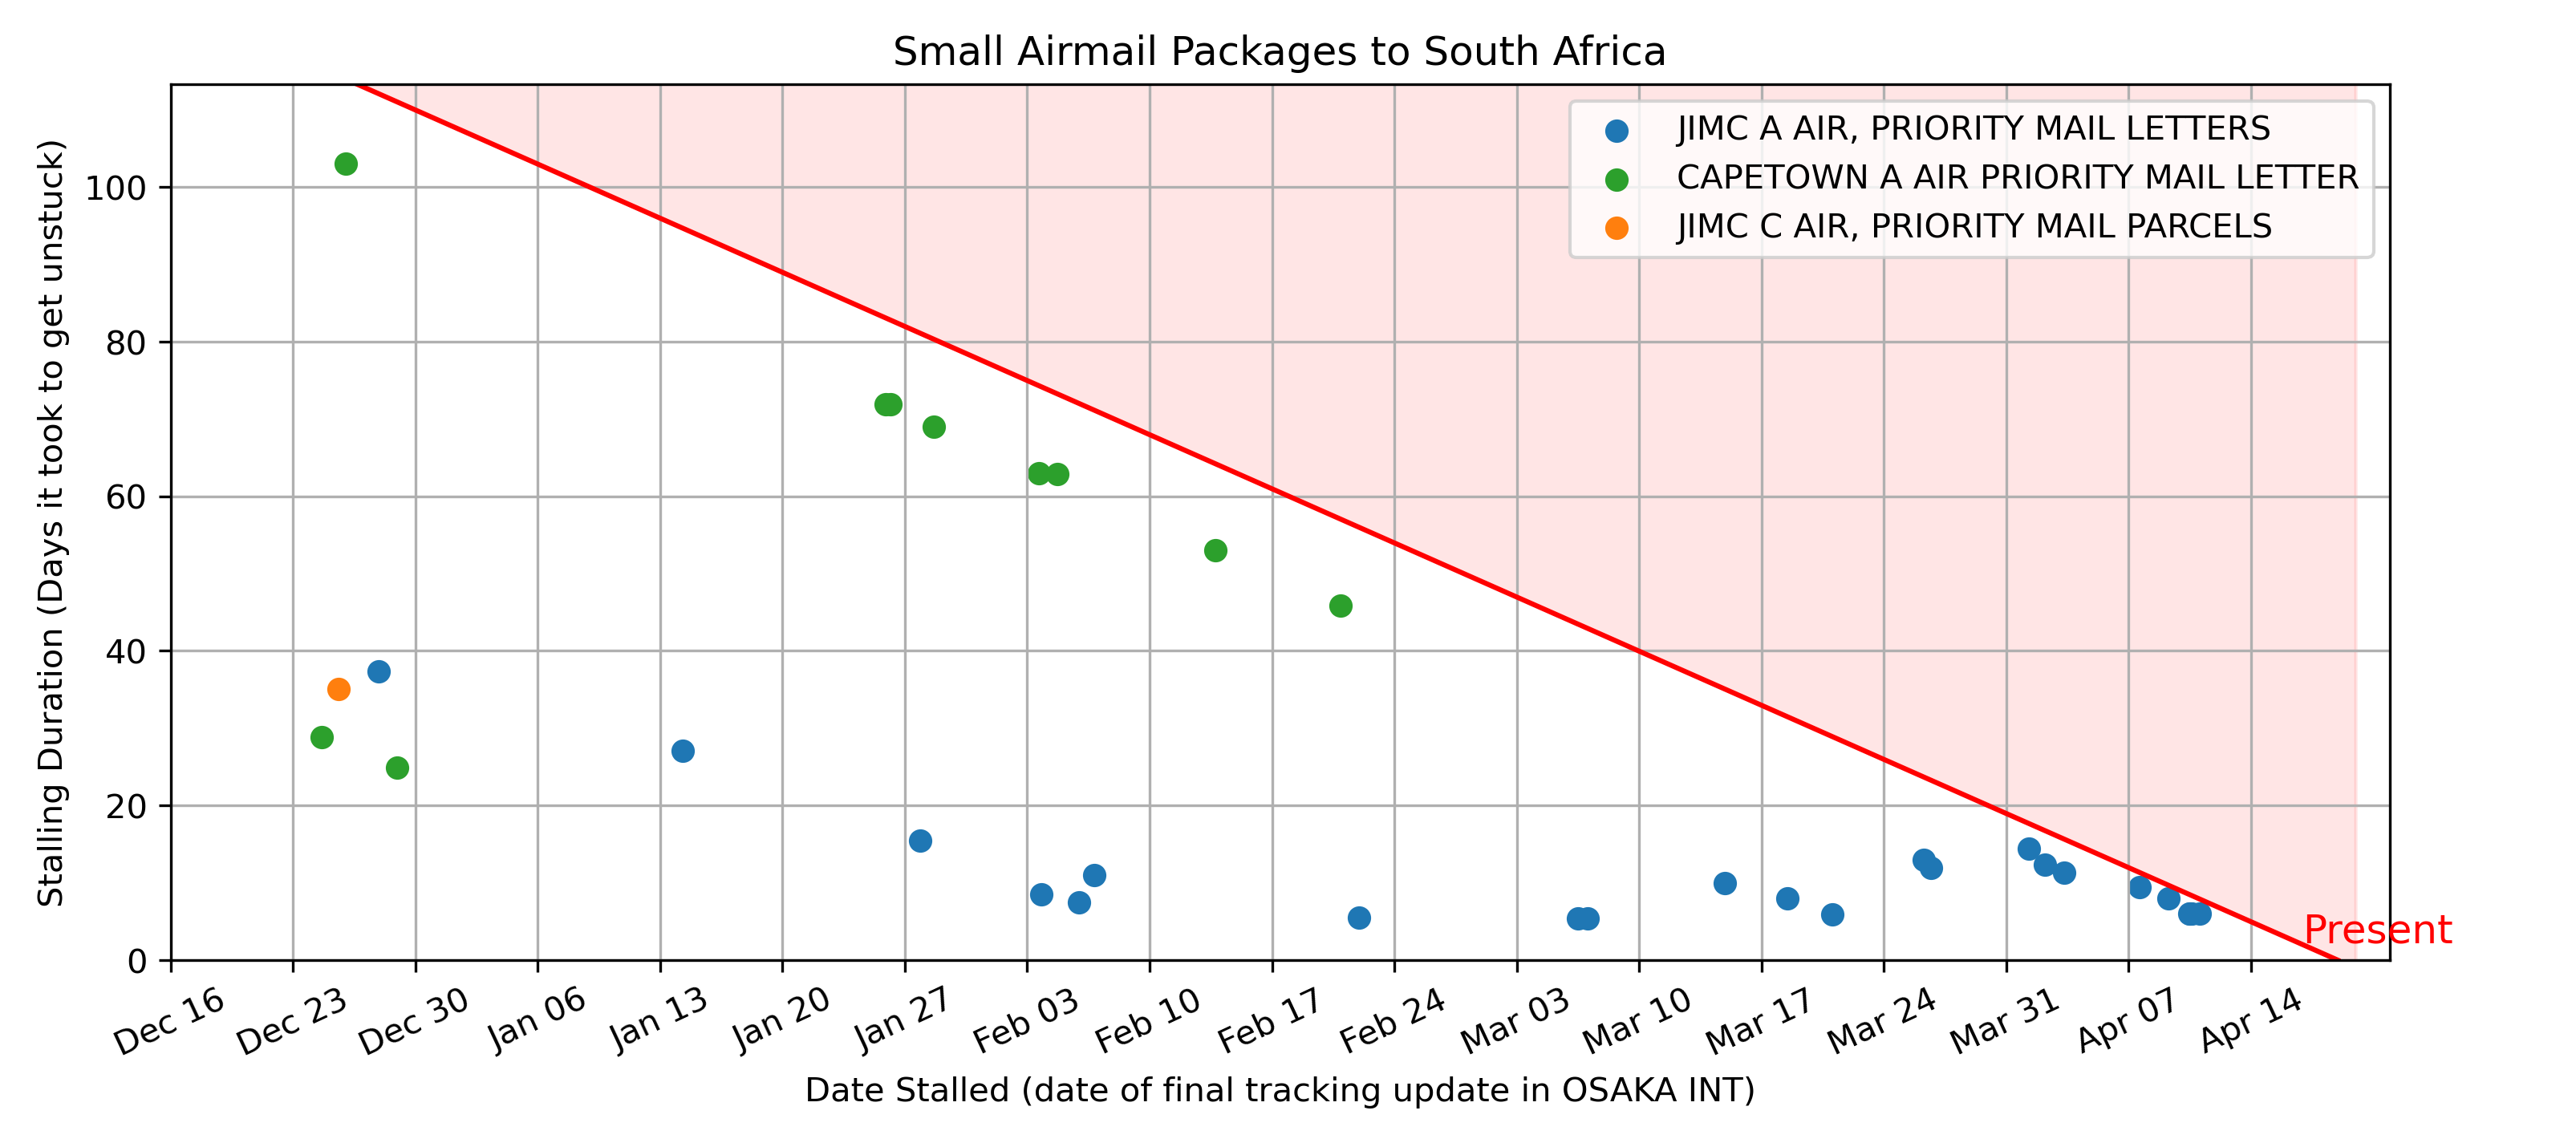 Small Airmail Packages to South Africa
JIMC A AIR, PRIORITY MAIL LETTERS
CAPETOWN A AIR PRIORITY MAIL LETTER
JIMC C AIR, PRIORITY MAIL PARCELS
Stalling Duration (Days it took to get unstuck)
100
80
60
40
20
0
Present
Dec 16
Dec 23
Dec 30
Jan 06
Jan 13
Jan 20
Jan 27
Feb 03
Feb 10
Feb 17
Feb 24
Mar 03
Mar 10
Mar 17
Mar 24
Mar 31
Apr 07
Apr 14
Date Stalled (date of final tracking update in OSAKA INT)